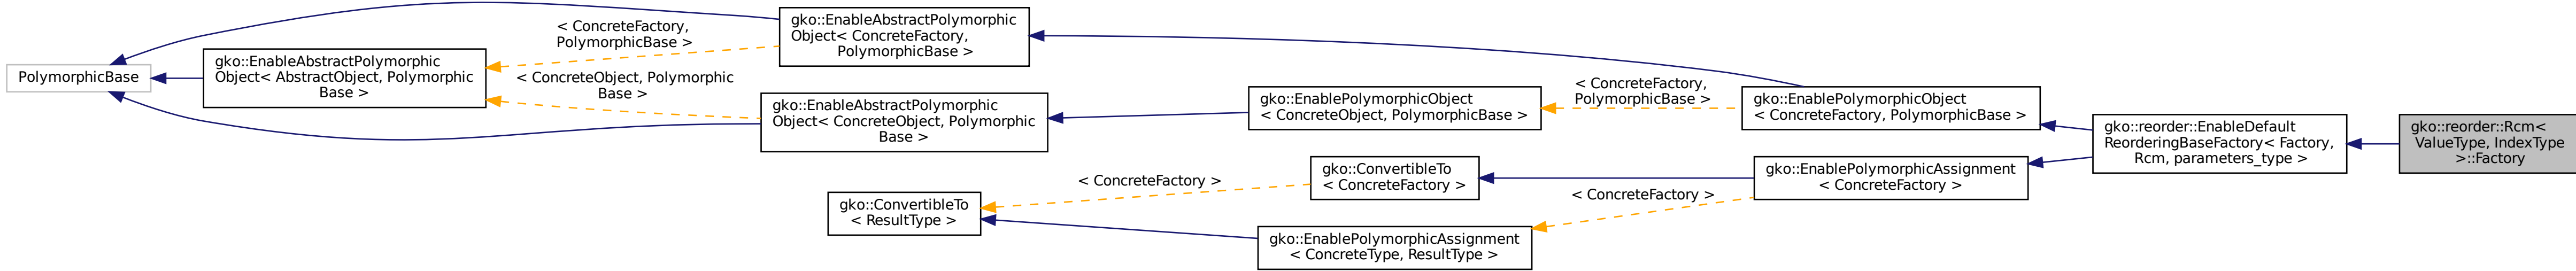 PolymorphicBase
gko::EnableAbstractPolymorphic
Object< AbstractObject, Polymorphic
Base >
< ConcreteFactory,
PolymorphicBase >
< ConcreteObject, Polymorphic
Base >
gko::EnableAbstractPolymorphic
Object< ConcreteFactory,
PolymorphicBase >
gko::EnableAbstractPolymorphic
Object< ConcreteObject, Polymorphic
Base >
gko::ConvertibleTo
< ResultType >
< ConcreteFactory >
gko::EnablePolymorphicObject
< ConcreteObject, PolymorphicBase >
gko::ConvertibleTo
< ConcreteFactory >
gko::EnablePolymorphicAssignment
< ConcreteType, ResultType >
< ConcreteFactory,
PolymorphicBase >
< ConcreteFactory >
gko::EnablePolymorphicObject
< ConcreteFactory, PolymorphicBase >
gko::EnablePolymorphicAssignment
< ConcreteFactory >
gko::reorder::EnableDefault
ReorderingBaseFactory< Factory,
Rcm, parameters_type >
gko::reorder::Rcm<
ValueType, IndexType
>::Factory